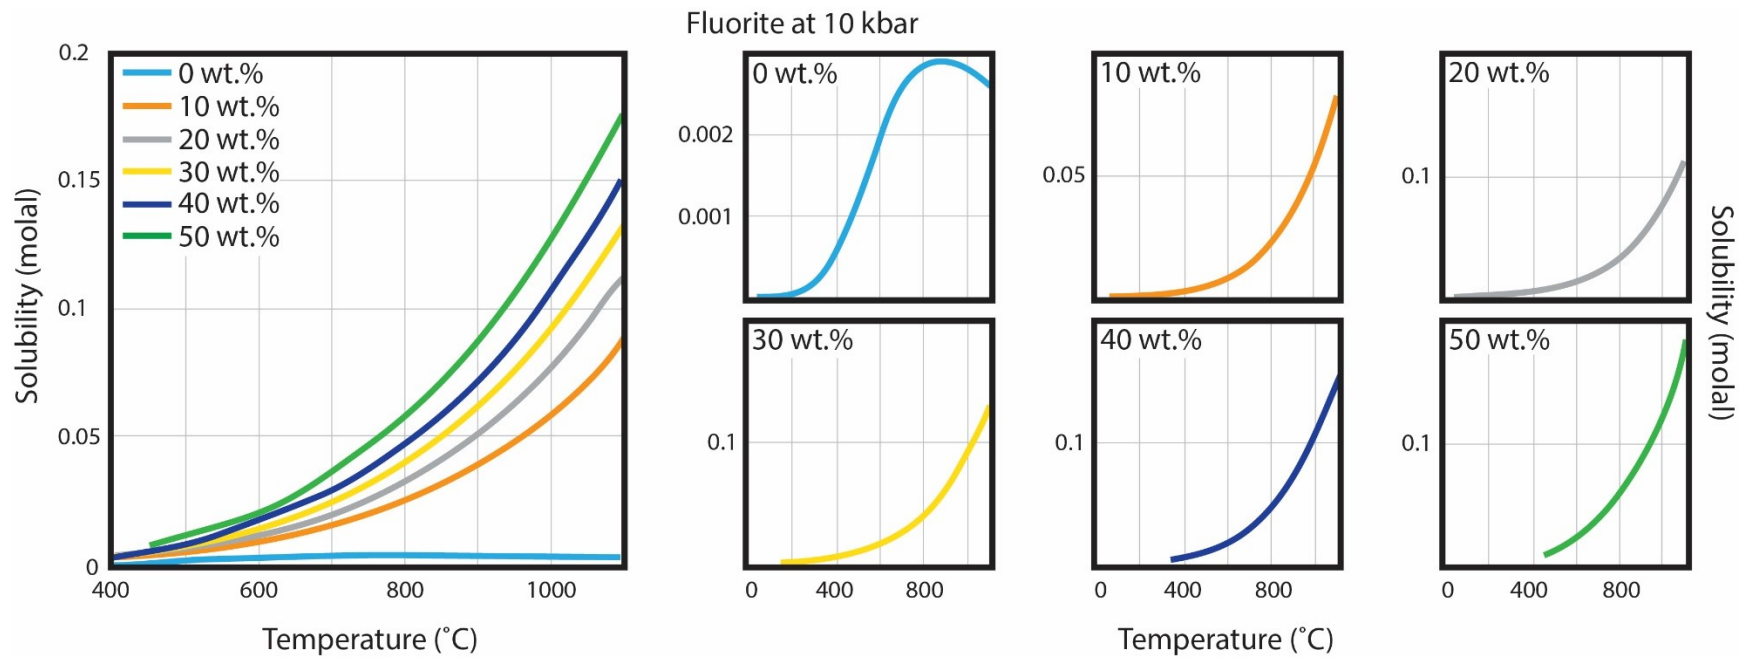 Fluorite at 10 kbar
Solubility (molal)
0.2
0.15
0.1
0.05
0
0 wt.%
10 wt.%
20 wt.%
30 wt.%
40 wt.%
50 wt.%
400 600 800 1000
Temperature (˚C)
0 wt.%
0.002
0.001
10 wt.%
0.05
20 wt.%
0.1
30 wt.%
0.1
0 400 800
40 wt.%
0.1
0 400 800
50 wt.%
0.1
0 400 800
Temperature (˚C)
Solubility (molal)